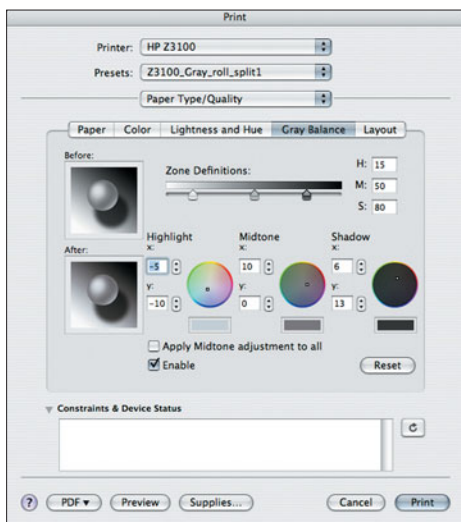 Print
Printer: HP Z3100
Presets: Z3100_Gray_roll_split1
Paper Type/Quality
Paper Color Lightness and Hue Gray Balance Layout
Before:
Zone Definitions:
H: 15
M: 50
S: 80
After:
Highlight Midtone Shadow
x: x: x:
-5 10 6
y: y: y:
-10 0 13
Apply Midtone adjustment to all
Enable
Reset
Constraints & Device Status
? PDF Preview Supplies... Cancel Print